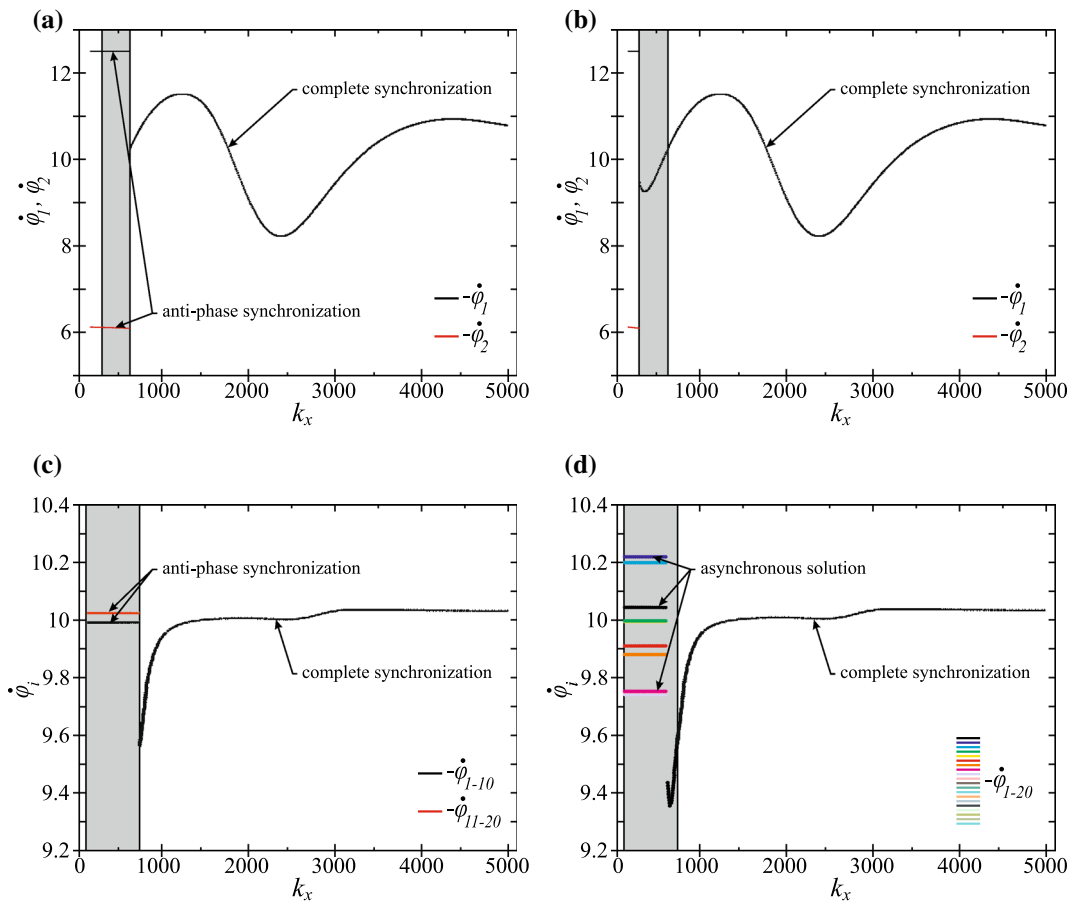 (a)
12
10
8
6
φ̇1, φ̇2
complete synchronization
anti-phase synchronization
-φ̇1
-φ̇2
0 1000 2000 3000 4000 5000
kx
(b)
12
10
8
6
φ̇1, φ̇2
complete synchronization
-φ̇1
-φ̇2
0 1000 2000 3000 4000 5000
kx
(c)
10.4
10.2
10.0
9.8
9.6
9.4
9.2
φ̇i
anti-phase synchronization
complete synchronization
-φ̇1-10
-φ̇11-20
0 1000 2000 3000 4000 5000
kx
(d)
10.4
10.2
10.0
9.8
9.6
9.4
9.2
φ̇i
asynchronous solution
complete synchronization
-φ̇1-20
0 1000 2000 3000 4000 5000
kx